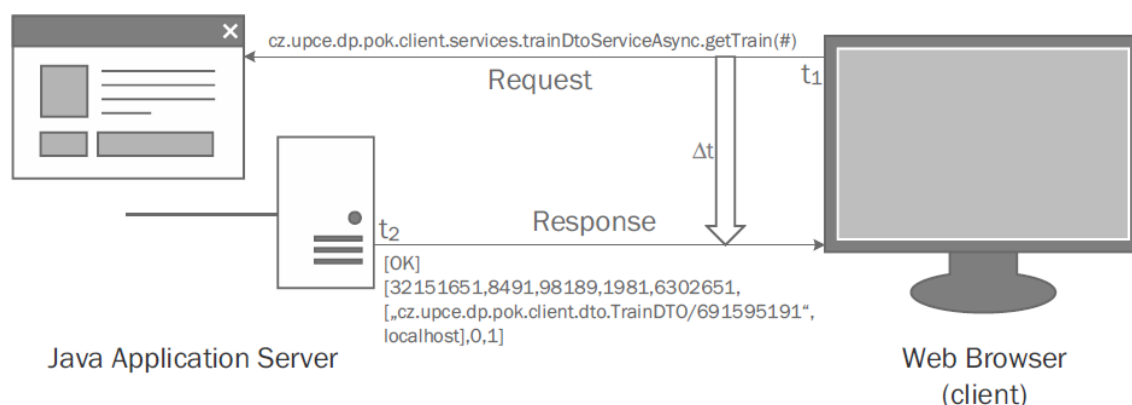 cz.upce.dp.pok.client.services.trainDtoServiceAsync.getTrain(#)
Request
t1
Δt
Response
t2
[OK]
[32151651,8491,98189,1981,6302651,
[„cz.upce.dp.pok.client.dto.TrainDTO/691595191“,
localhost],0,1]
Java Application Server
Web Browser
(client)